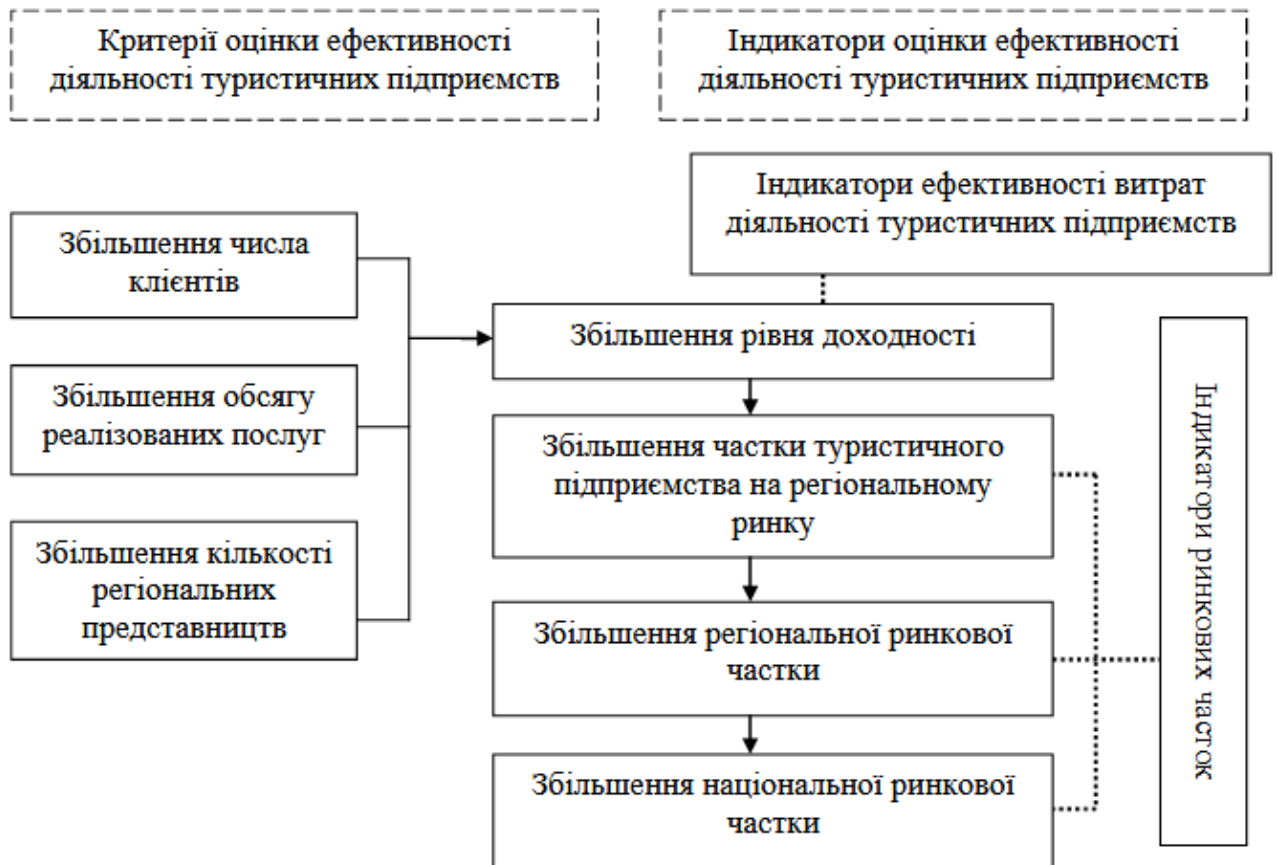 Критерії оцінки ефективності
діяльності туристичних підприємств
Індикатори оцінки ефективності
діяльності туристичних підприємств
Індикатори ефективності витрат
діяльності туристичних підприємств
Збільшення числа
клієнтів
Збільшення обсягу
реалізованих послуг
Збільшення кількості
регіональних
представництв
Збільшення рівня доходності
Збільшення частки туристичного
підприємства на регіональному
ринку
Збільшення регіональної ринкової
частки
Збільшення національної ринкової
частки
Індикатори ринкових часток